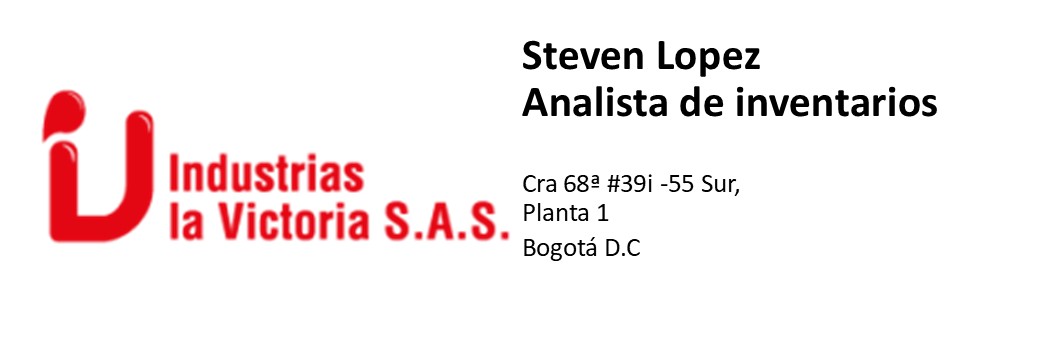 Industrias
la Victoria S.A.S.
Steven Lopez
Analista de inventarios
Cra 68ª #39i -55 Sur,
Planta 1
Bogotá D.C